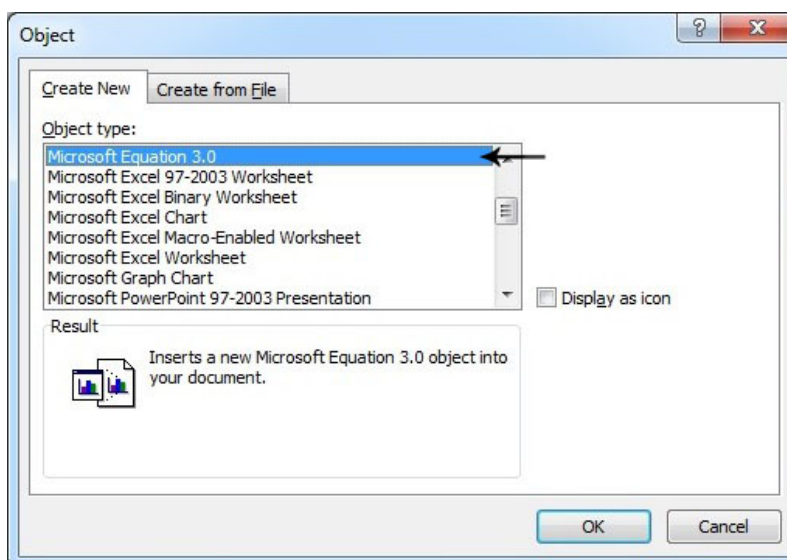 Object
Create New
Create from File
Object type:
Microsoft Equation 3.0
Microsoft Excel 97-2003 Worksheet
Microsoft Excel Binary Worksheet
Microsoft Excel Chart
Microsoft Excel Macro-Enabled Worksheet
Microsoft Excel Worksheet
Microsoft Graph Chart
Microsoft PowerPoint 97-2003 Presentation
Display as icon
Result
Inserts a new Microsoft Equation 3.0 object into
your document.
OK
Cancel